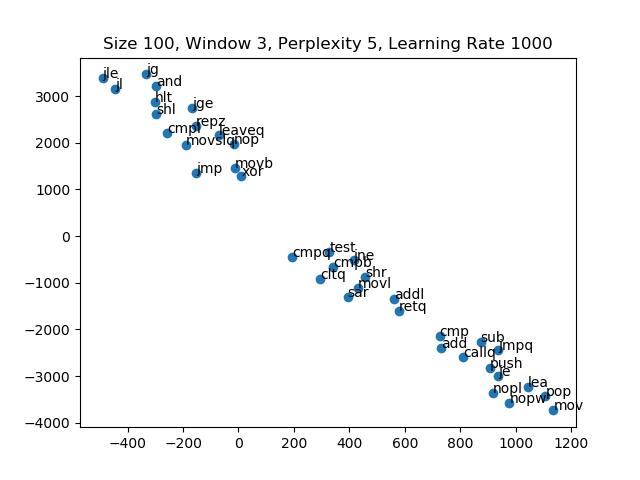 Size 100, Window 3, Perplexity 5, Learning Rate 1000
jle
jg
jl
and
hlt
jge
shl
repz
cmpl
leaveq
movslq
nop
jmp
movb
xor
test
cmpq
jne
cmpb
cltq
shr
movl
sar
addl
retq
cmp
sub
add
jmpq
callq
push
je
lea
nopl
pop
nopw
mov
3000
2000
1000
0
−1000
−2000
−3000
−4000
−400 −200 0 200 400 600 800 1000 1200